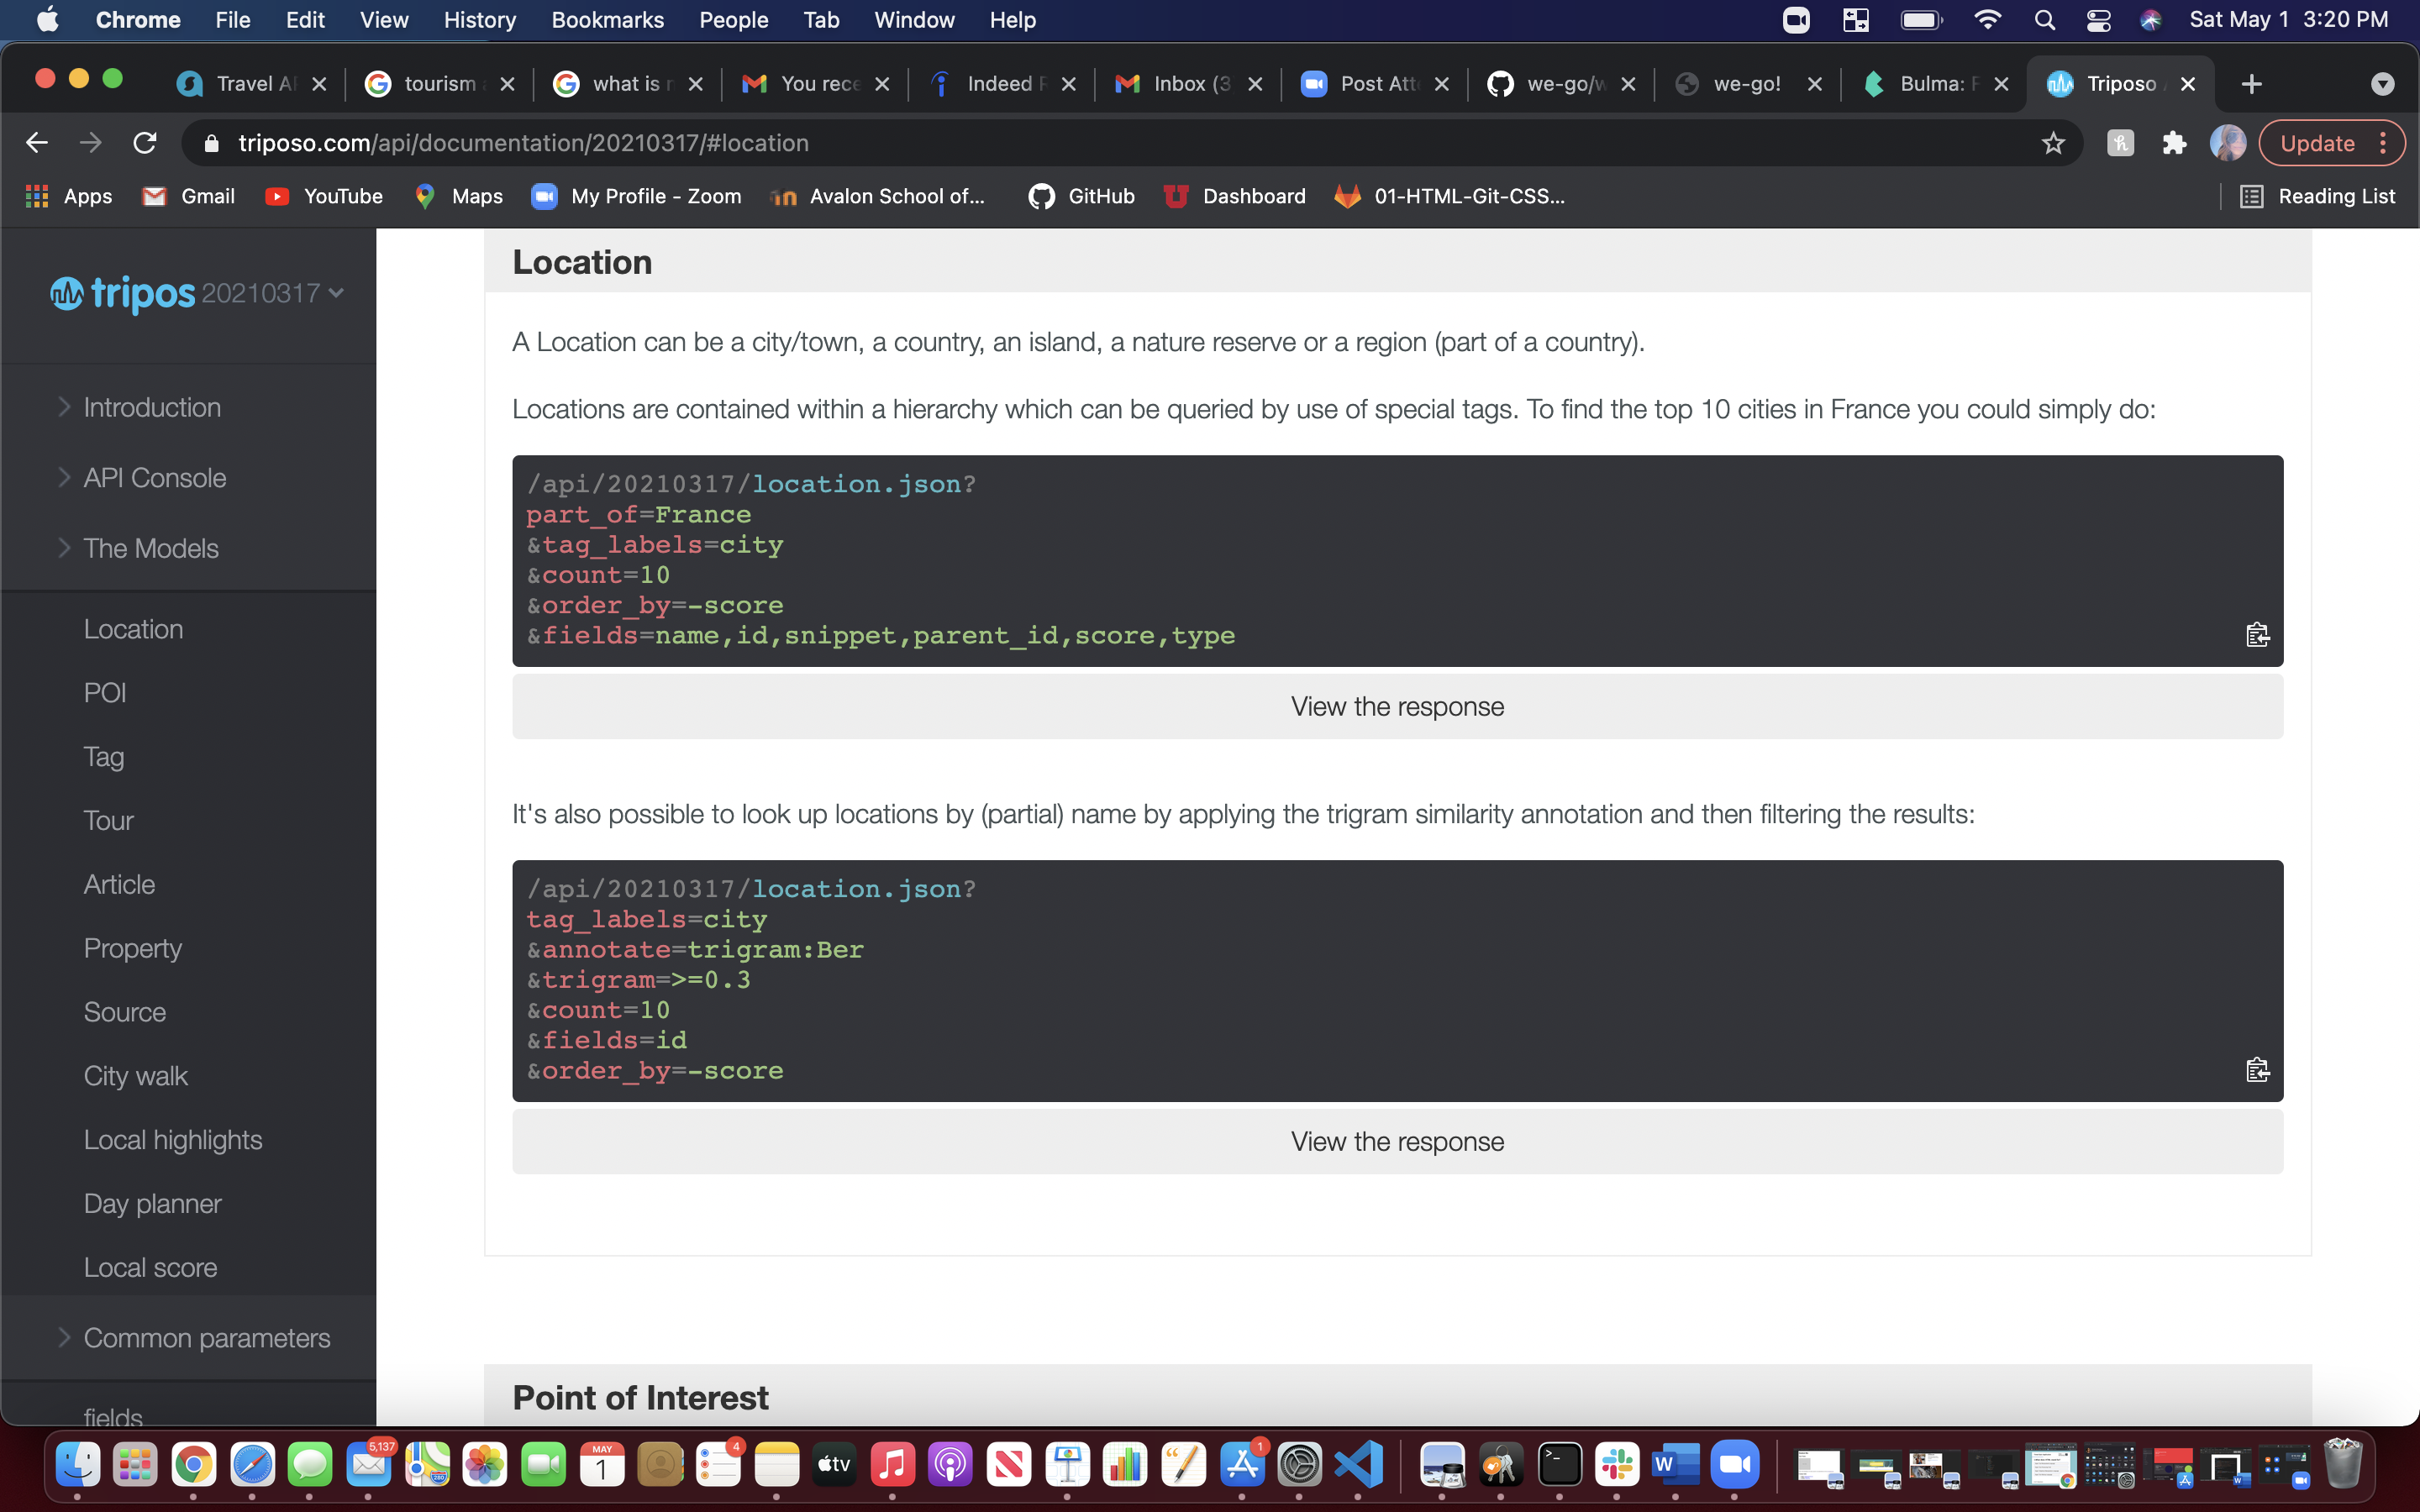 Chrome File Edit View History Bookmarks People Tab Window Help Sat May 1 3:20 PM
Travel AP tourism what is You rece Indeed Inbox (3 Post Att we-go/w we-go! Bulma: F Triposo
triposo.com/api/documentation/20210317/#location Update
Apps Gmail YouTube Maps My Profile - Zoom Avalon School of... GitHub Dashboard 01-HTML-Git-CSS... Reading List
tripos 20210317
Introduction
API Console
The Models
Location
POI
Tag
Tour
Article
Property
Source
City walk
Local highlights
Day planner
Local score
Common parameters
fields
Location
A Location can be a city/town, a country, an island, a nature reserve or a region (part of a country).
Locations are contained within a hierarchy which can be queried by use of special tags. To find the top 10 cities in France you could simply do:
/api/20210317/location.json?
part_of=France
&tag_labels=city
&count=10
&order_by=-score
&fields=name,id,snippet,parent_id,score,type
View the response
It's also possible to look up locations by (partial) name by applying the trigram similarity annotation and then filtering the results:
/api/20210317/location.json?
tag_labels=city
&annotate=trigram:Ber
&trigram=>=0.3
&count=10
&fields=id
&order_by=-score
View the response
Point of Interest
5,137
280
MAY
1
4
tv
1
W